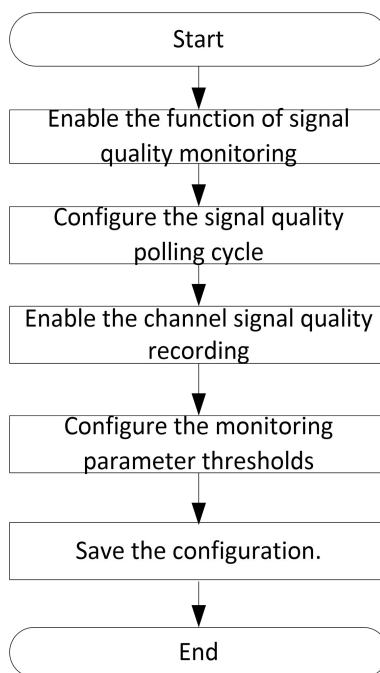 Start
Enable the function of signal
quality monitoring
Configure the signal quality
polling cycle
Enable the channel signal quality
recording
Configure the monitoring
parameter thresholds
Save the configuration.
End